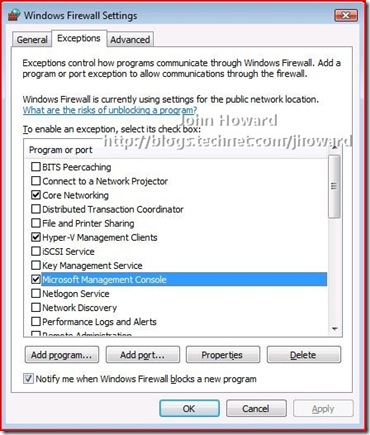 Windows Firewall Settings
General Exceptions Advanced
Exceptions control how programs communicate through Windows Firewall. Add a
program or port exception to allow communications through the firewall.
Windows Firewall is currently using settings for the public network location.
What are the risks of unblocking a program?
John Howard
To enable an exception, select its check box:
http://blogs.technet.com/jhoward
Program or port
BITS Peercaching
Connect to a Network Projector
Core Networking
Distributed Transaction Coordinator
File and Printer Sharing
Hyper-V Management Clients
iSCSI Service
Key Management Service
Microsoft Management Console
Netlogon Service
Network Discovery
Performance Logs and Alerts
Remote Administration
Add program... Add port... Properties Delete
Notify me when Windows Firewall blocks a new program
OK Cancel Apply